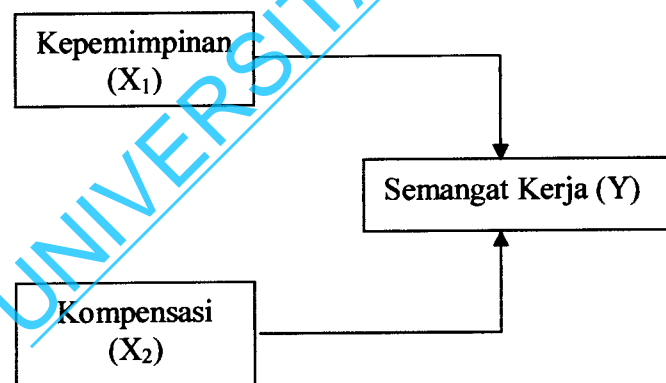 Kepemimpinan
(X₁)
Semangat Kerja (Y)
Kompensasi
(X₂)
UNIVERSITA